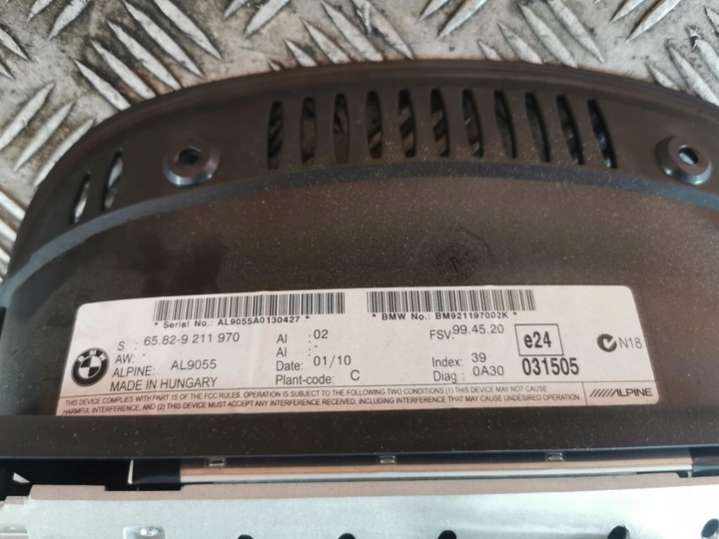 * Serial No.: AL9055A0130427 *
* BMW No.: BM921197002K *
BMW
S : 65.82-9 211 970
AW: -
ALPINE: AL9055
MADE IN HUNGARY
AI : 02
AI : -
Date: 01/10
Plant-code: C
FSV: 99.45.20
Index: 39
Diag : 0A30
e24
031505
N18
ALPINE
THIS DEVICE COMPLIES WITH PART 15 OF THE FCC RULES. OPERATION IS SUBJECT TO THE FOLLOWING TWO CONDITIONS (1) THIS DEVICE MAY NOT CAUSE
HARMFUL INTERFERENCE, AND (2) THIS DEVICE MUST ACCEPT ANY INTERFERENCE RECEIVED, INCLUDING INTERFERENCE THAT MAY CAUSE UNDESIRED OPERATION